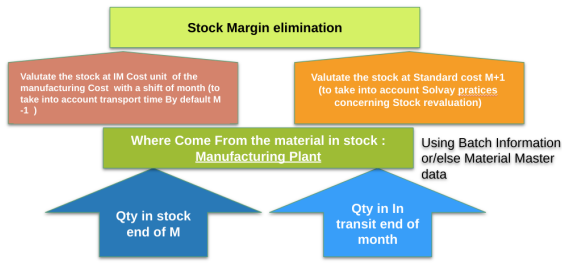 Stock Margin elimination
Valutate the stock at IM Cost unit of the
manufacturing Cost with a shift of month (to
take into account transport time By default M
-1 )
Valutate the stock at Standard cost M+1
(to take into account Solvay pratices
concerning Stock revaluation)
Where Come From the material in stock :
Manufacturing Plant
Using Batch Information
or/else Material Master
data
Qty in stock
end of M
Qty in In
transit end of
month